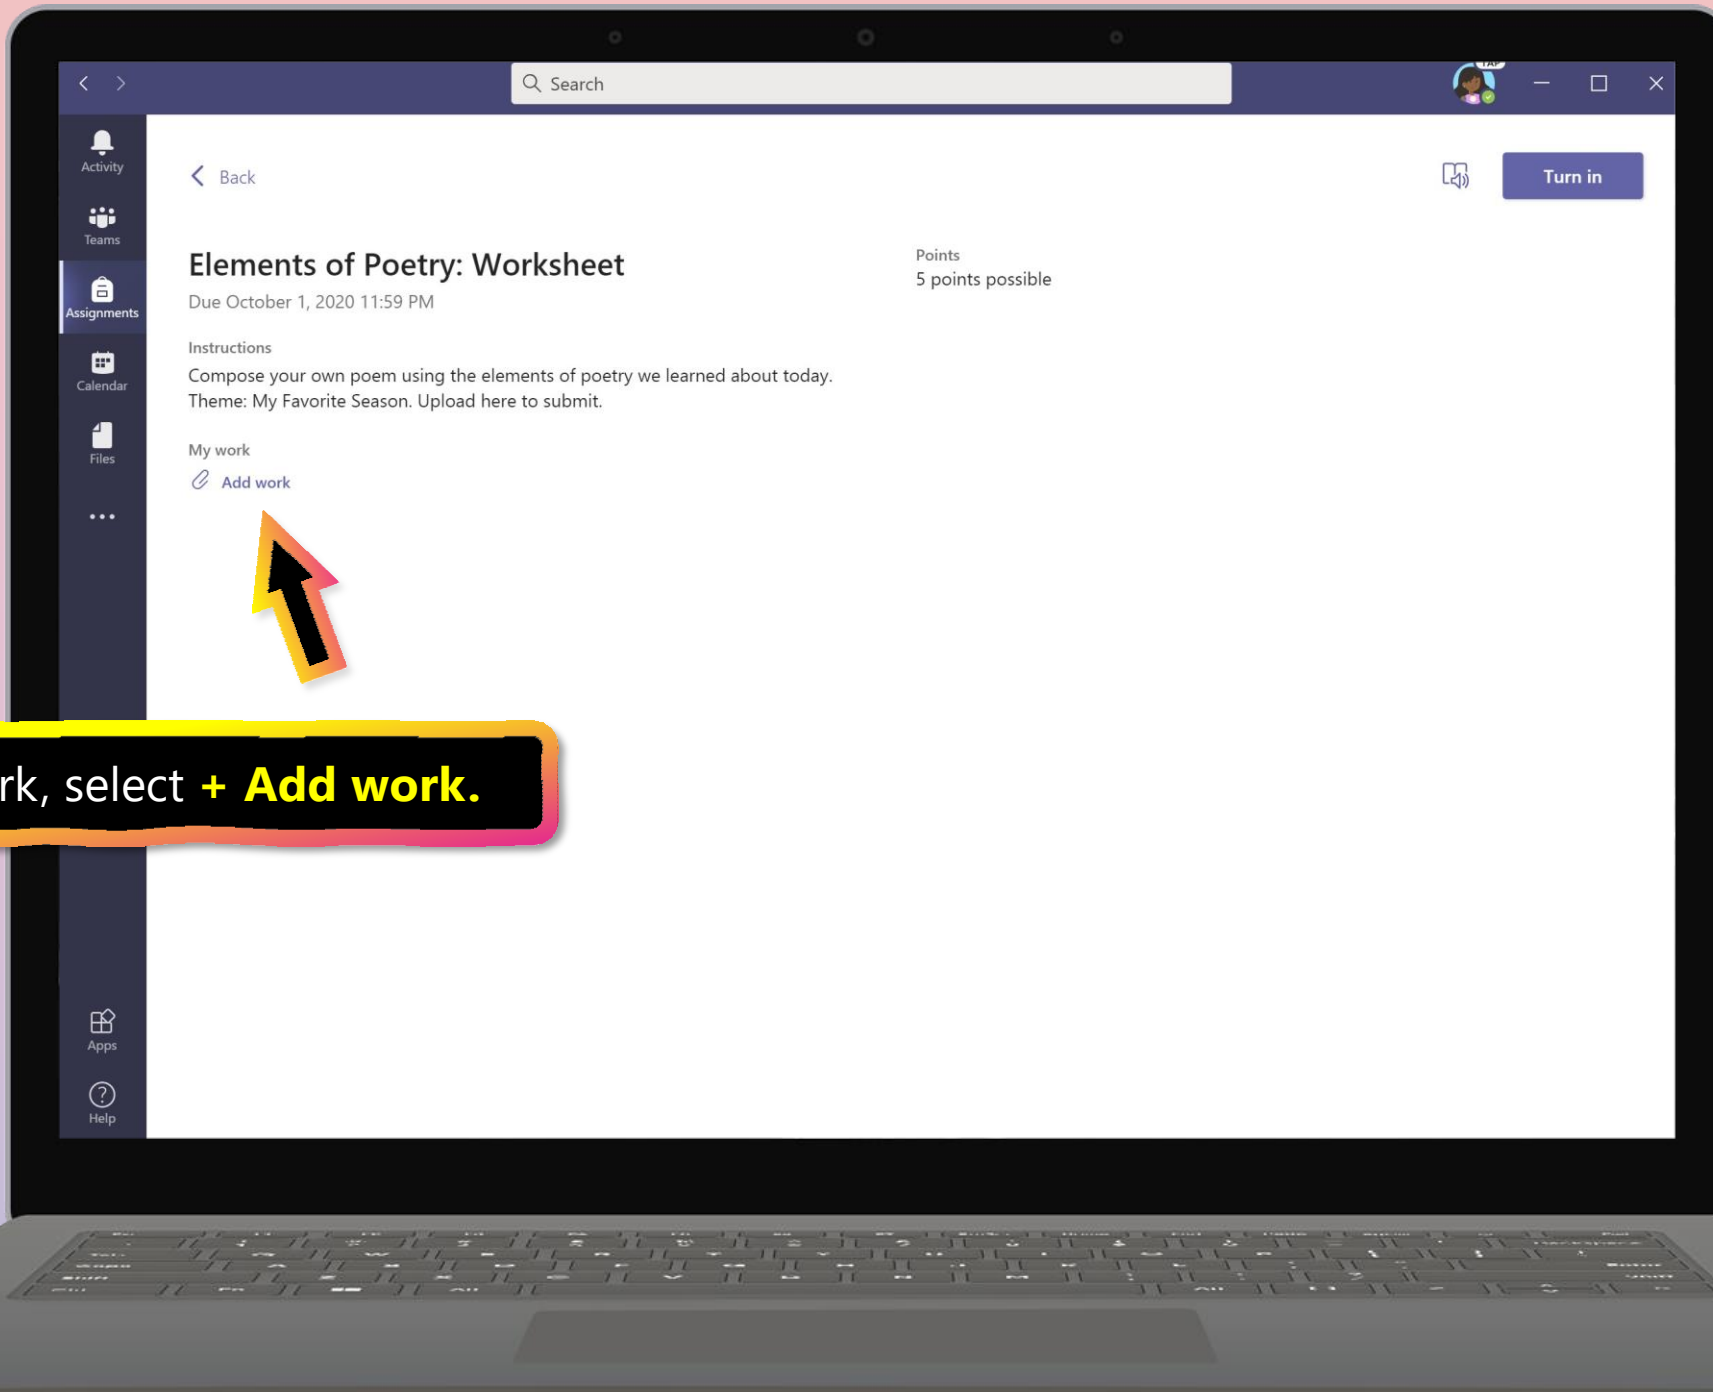 Search
TAP
Activity
Back
Turn in
Teams
Elements of Poetry: Worksheet
Due October 1, 2020 11:59 PM
Points
5 points possible
Assignments
Instructions
Compose your own poem using the elements of poetry we learned about today.
Theme: My Favorite Season. Upload here to submit.
Calendar
Files
My work
Add work
rk, select + Add work.
Apps
Help